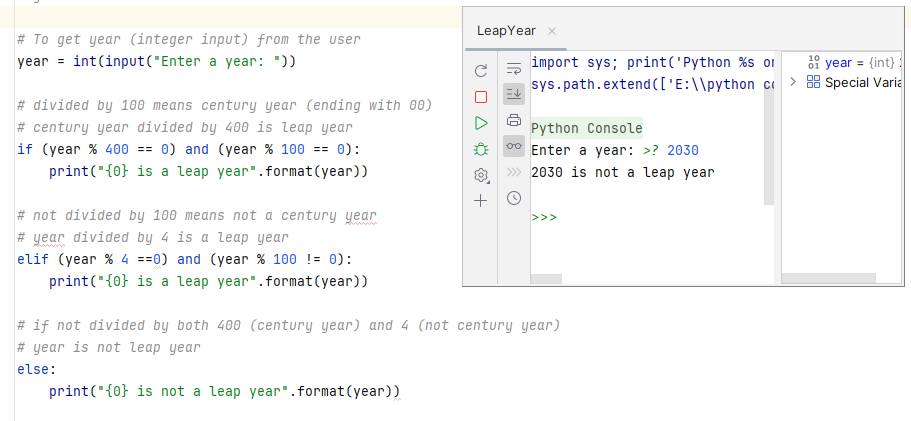 # To get year (integer input) from the user
year = int(input("Enter a year: "))
# divided by 100 means century year (ending with 00)
# century year divided by 400 is leap year
if (year % 400 == 0) and (year % 100 == 0):
    print("{0} is a leap year".format(year))
# not divided by 100 means not a century year
# year divided by 4 is a leap year
elif (year % 4 ==0) and (year % 100 != 0):
    print("{0} is a leap year".format(year))
# if not divided by both 400 (century year) and 4 (not century year)
# year is not leap year
else:
    print("{0} is not a leap year".format(year))
LeapYear
import sys; print('Python %s on
sys.path.extend(['E:\\python co
Python Console
Enter a year: >? 2030
2030 is not a leap year
>>>
year = {int}
Special Varia